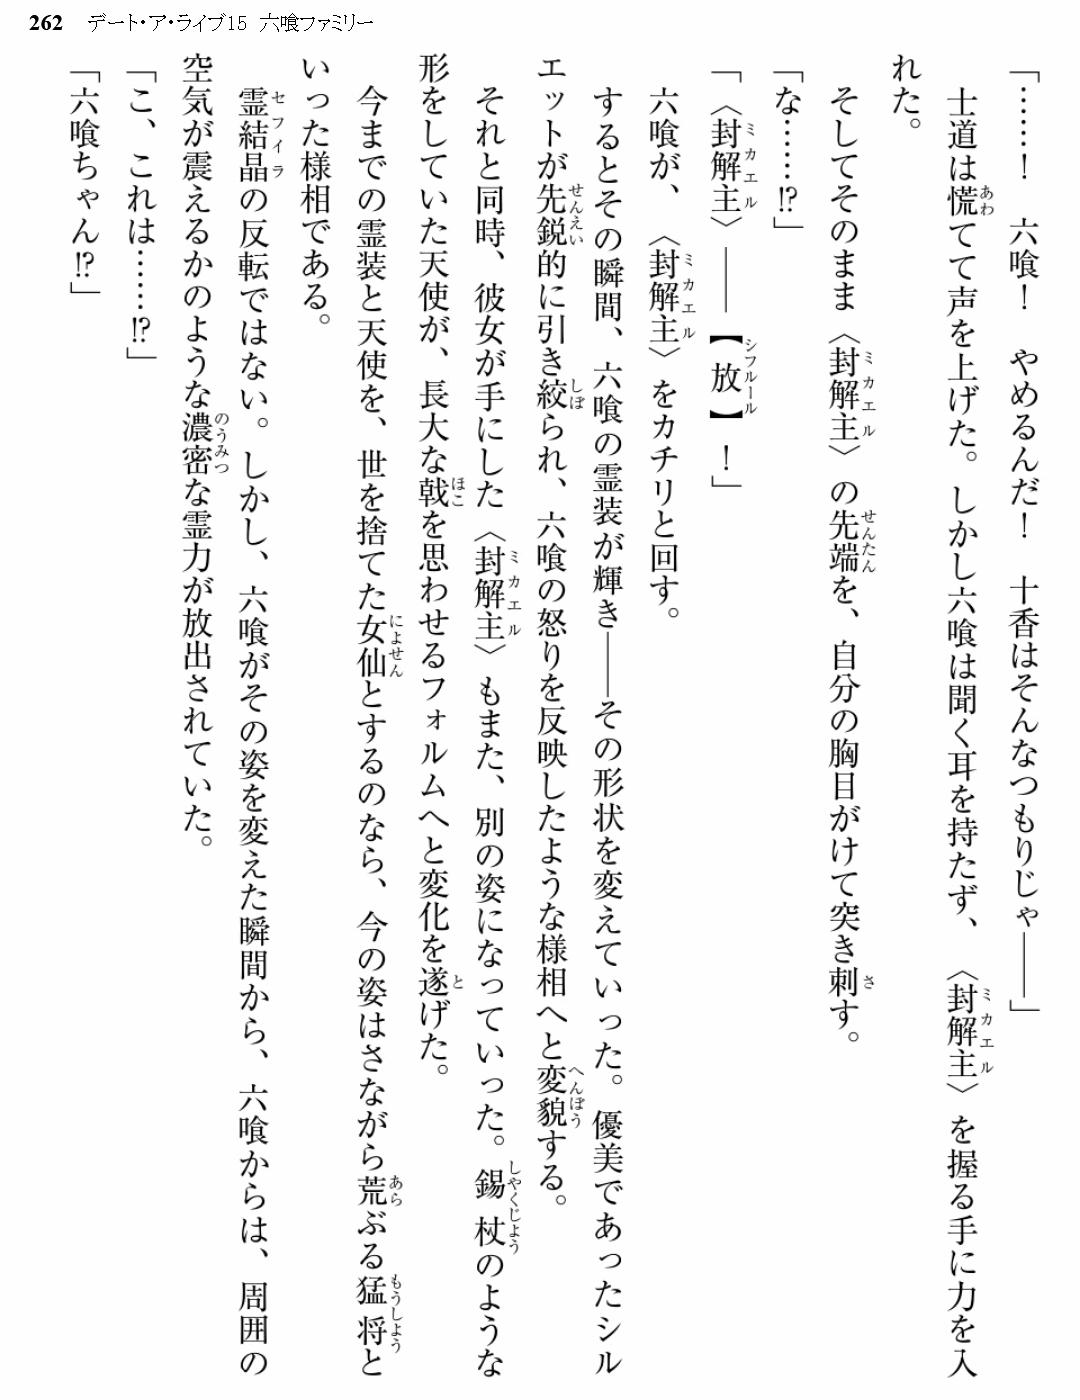 262 デート・ア・ライブ15 六喰ファミリー
「……！ 六喰！ やめるんだ！ 十香はそんなつもりじゃ――」
士道は慌てて声を上げた。しかし六喰は聞く耳を持たず、〈封解主〉を握る手に力を入
れた。
そしてそのまま〈封解主〉の先端を、自分の胸目がけて突き刺す。
「な……!?」
「〈封解主〉――【放】！」
六喰が、〈封解主〉をカチリと回す。
するとその瞬間、六喰の霊装が輝き――その形状を変えていった。優美であったシル
エットが先鋭的に引き絞られ、六喰の怒りを反映したような様相へと変貌する。
それと同時、彼女が手にした〈封解主〉もまた、別の姿になっていった。錫杖のような
形をしていた天使が、長大な戟を思わせるフォルムへと変化を遂げた。
今までの霊装と天使を、世を捨てた女仙とするのなら、今の姿はさながら荒ぶる猛将と
いった様相である。
霊結晶の反転ではない。しかし、六喰がその姿を変えた瞬間から、六喰からは、周囲の
空気が震えるかのような濃密な霊力が放出されていた。
「こ、これは……!?」
「六喰ちゃん!?」